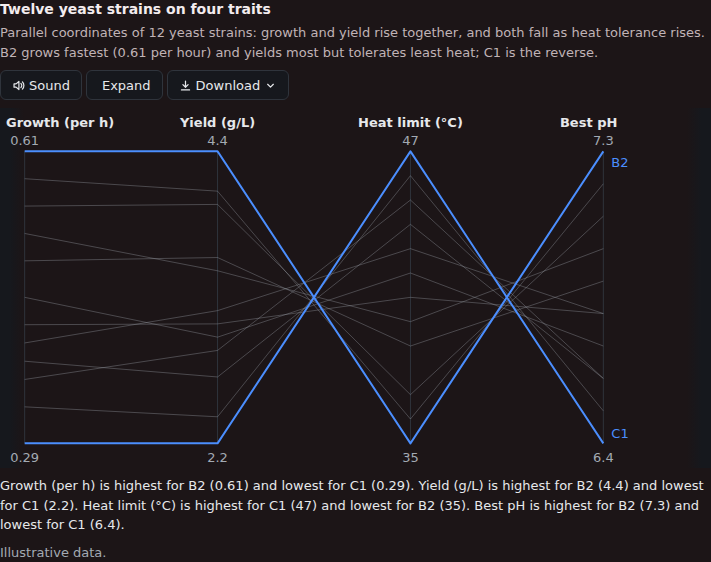 Twelve yeast strains on four traits
Parallel coordinates of 12 yeast strains: growth and yield rise together, and both fall as heat tolerance rises.
B2 grows fastest (0.61 per hour) and yields most but tolerates least heat; C1 is the reverse.
Sound Expand Download
Growth (per h) Yield (g/L) Heat limit (°C) Best pH
0.61 4.4 47 7.3
B2
C1
0.29 2.2 35 6.4
Growth (per h) is highest for B2 (0.61) and lowest for C1 (0.29). Yield (g/L) is highest for B2 (4.4) and lowest
for C1 (2.2). Heat limit (°C) is highest for C1 (47) and lowest for B2 (35). Best pH is highest for B2 (7.3) and
lowest for C1 (6.4).
Illustrative data.